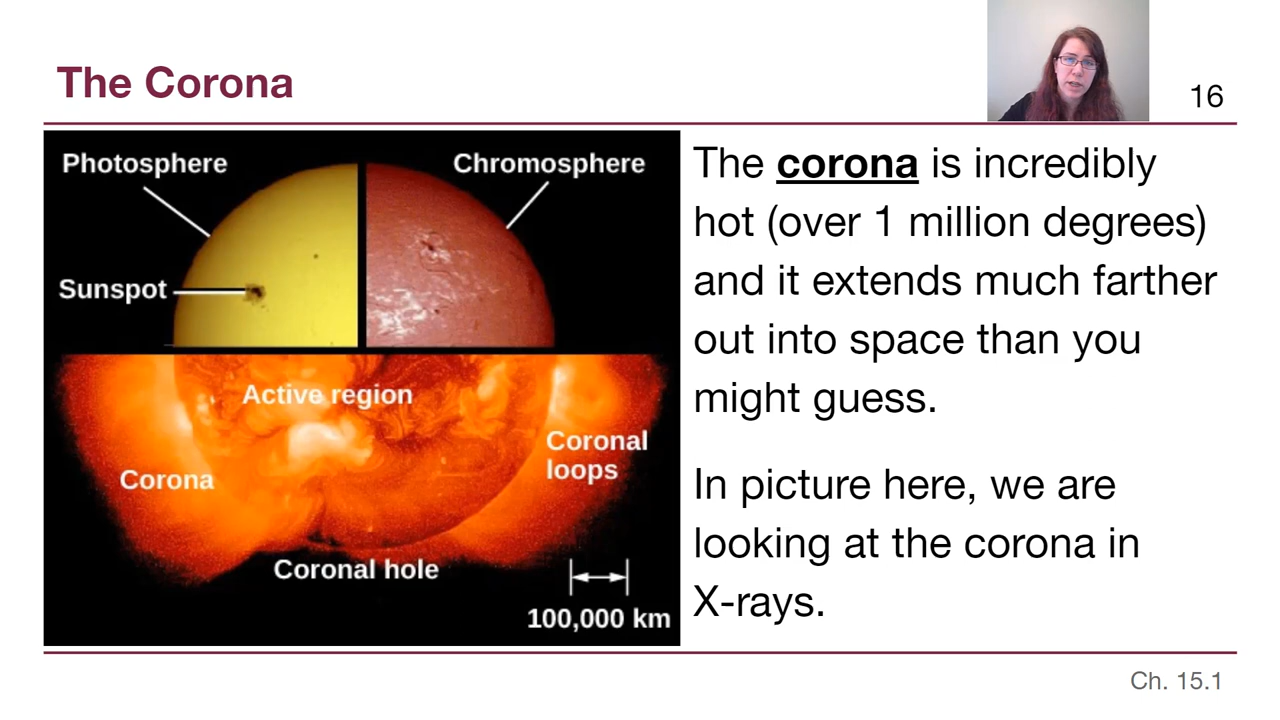 The Corona
16
Photosphere
Chromosphere
Sunspot
Active region
Coronal
loops
Corona
Coronal hole
100,000 km
The corona is incredibly
hot (over 1 million degrees)
and it extends much farther
out into space than you
might guess.
In picture here, we are
looking at the corona in
X-rays.
Ch. 15.1